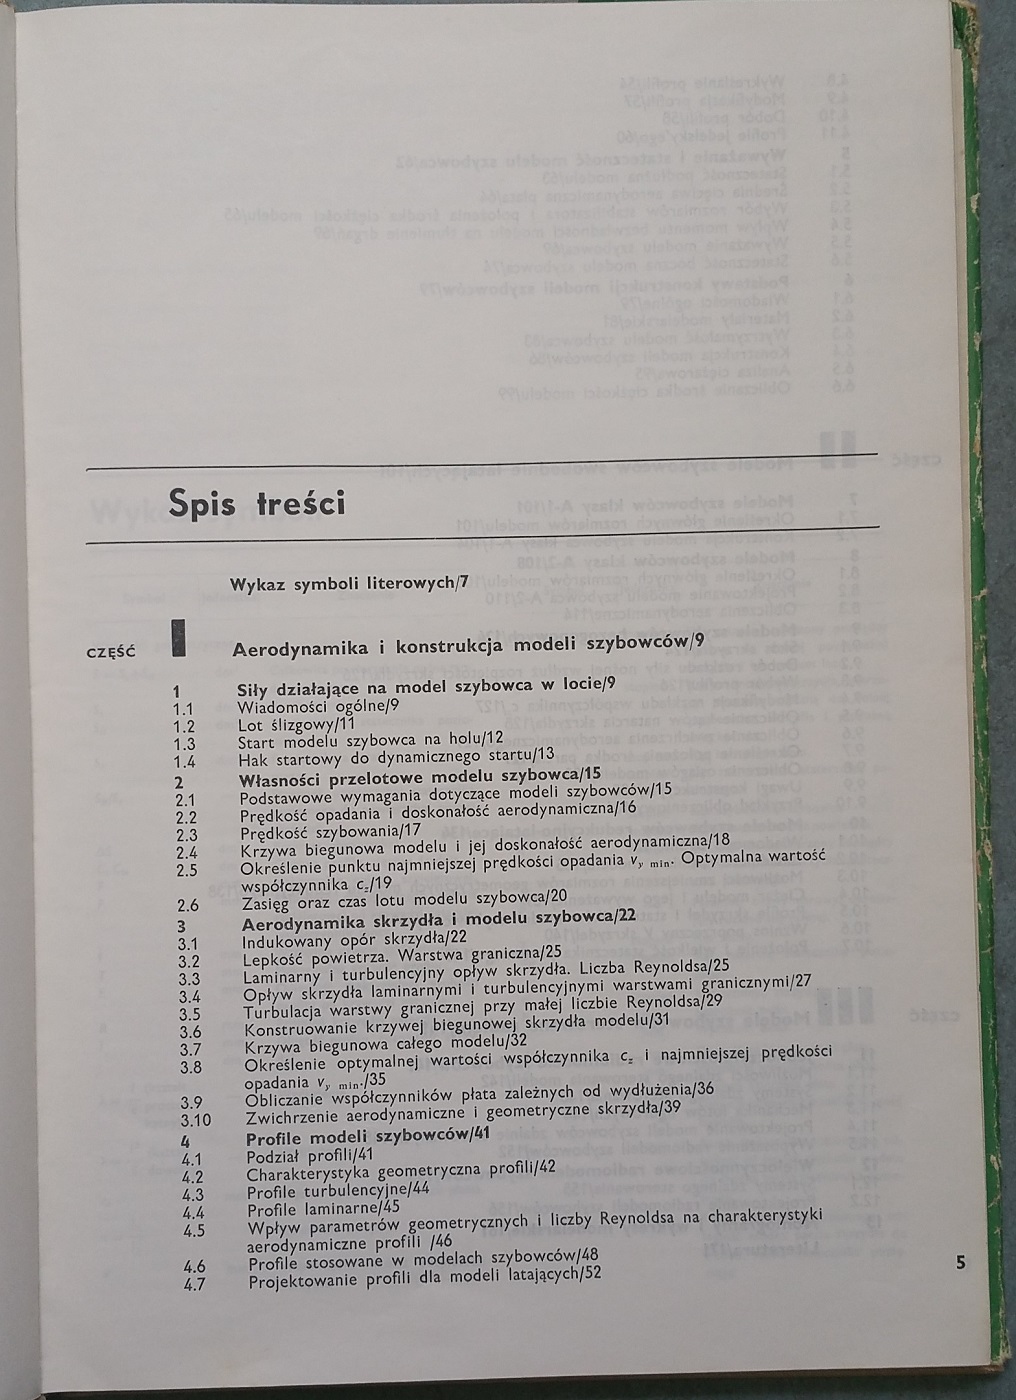 Spis treści
Wykaz symboli literowych/7
CZĘŚĆ I Aerodynamika i konstrukcja modeli szybowców/9
1 Siły działające na model szybowca w locie/9
1.1 Wiadomości ogólne/9
1.2 Lot ślizgowy/11
1.3 Start modelu szybowca na holu/12
1.4 Hak startowy do dynamicznego startu/13
2 Własności przelotowe modelu szybowca/15
2.1 Podstawowe wymagania dotyczące modeli szybowców/15
2.2 Prędkość opadania i doskonałość aerodynamiczna/16
2.3 Prędkość szybowania/17
2.4 Krzywa biegunowa modelu i jej doskonałość aerodynamiczna/18
2.5 Określenie punktu najmniejszej prędkości opadania vy min. Optymalna wartość
współczynnika cz/19
2.6 Zasięg oraz czas lotu modelu szybowca/20
3 Aerodynamika skrzydła i modelu szybowca/22
3.1 Indukowany opór skrzydła/22
3.2 Lepkość powietrza. Warstwa graniczna/25
3.3 Laminarny i turbulencyjny opływ skrzydła. Liczba Reynoldsa/25
3.4 Opływ skrzydła laminarnymi i turbulencyjnymi warstwami granicznymi/27
3.5 Turbulacja warstwy granicznej przy małej liczbie Reynoldsa/29
3.6 Konstruowanie krzywej biegunowej skrzydła modelu/31
3.7 Krzywa biegunowa całego modelu/32
3.8 Określenie optymalnej wartości współczynnika cz i najmniejszej prędkości
opadania vy min./35
3.9 Obliczanie współczynników płata zależnych od wydłużenia/36
3.10 Zwichrzenie aerodynamiczne i geometryczne skrzydła/39
4 Profile modeli szybowców/41
4.1 Podział profili/41
4.2 Charakterystyka geometryczna profili/42
4.3 Profile turbulencyjne/44
4.4 Profile laminarne/45
4.5 Wpływ parametrów geometrycznych i liczby Reynoldsa na charakterystyki
aerodynamiczne profili /46
4.6 Profile stosowane w modelach szybowców/48
4.7 Projektowanie profili dla modeli latających/52
5